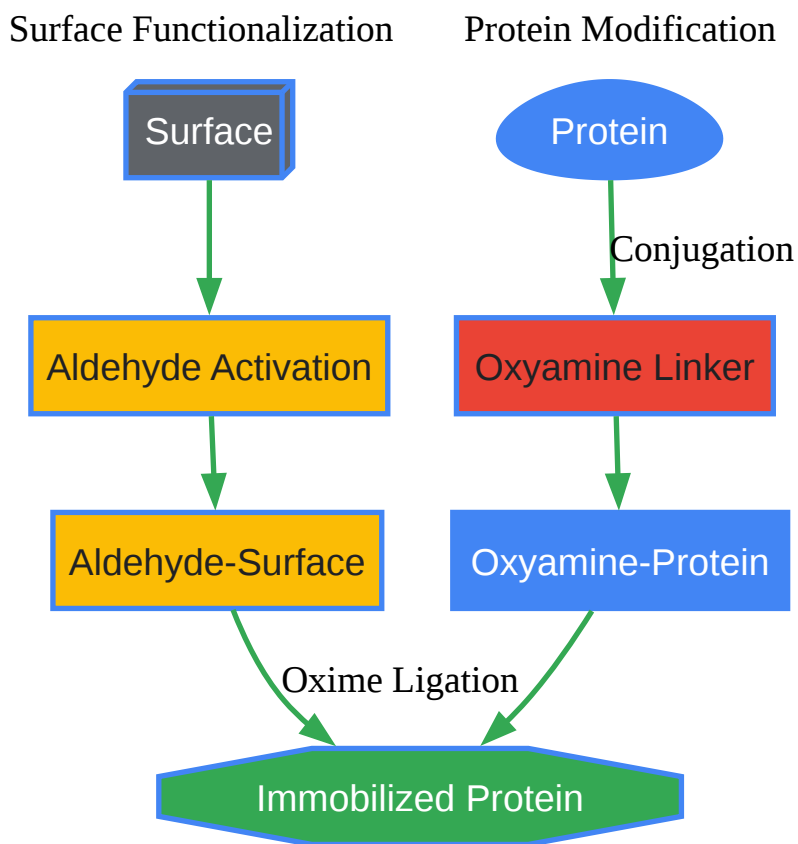 Surface Functionalization
Protein Modification
Surface
Protein
Conjugation
Aldehyde Activation
Oxyamine Linker
Aldehyde-Surface
Oxyamine-Protein
Oxime Ligation
Immobilized Protein